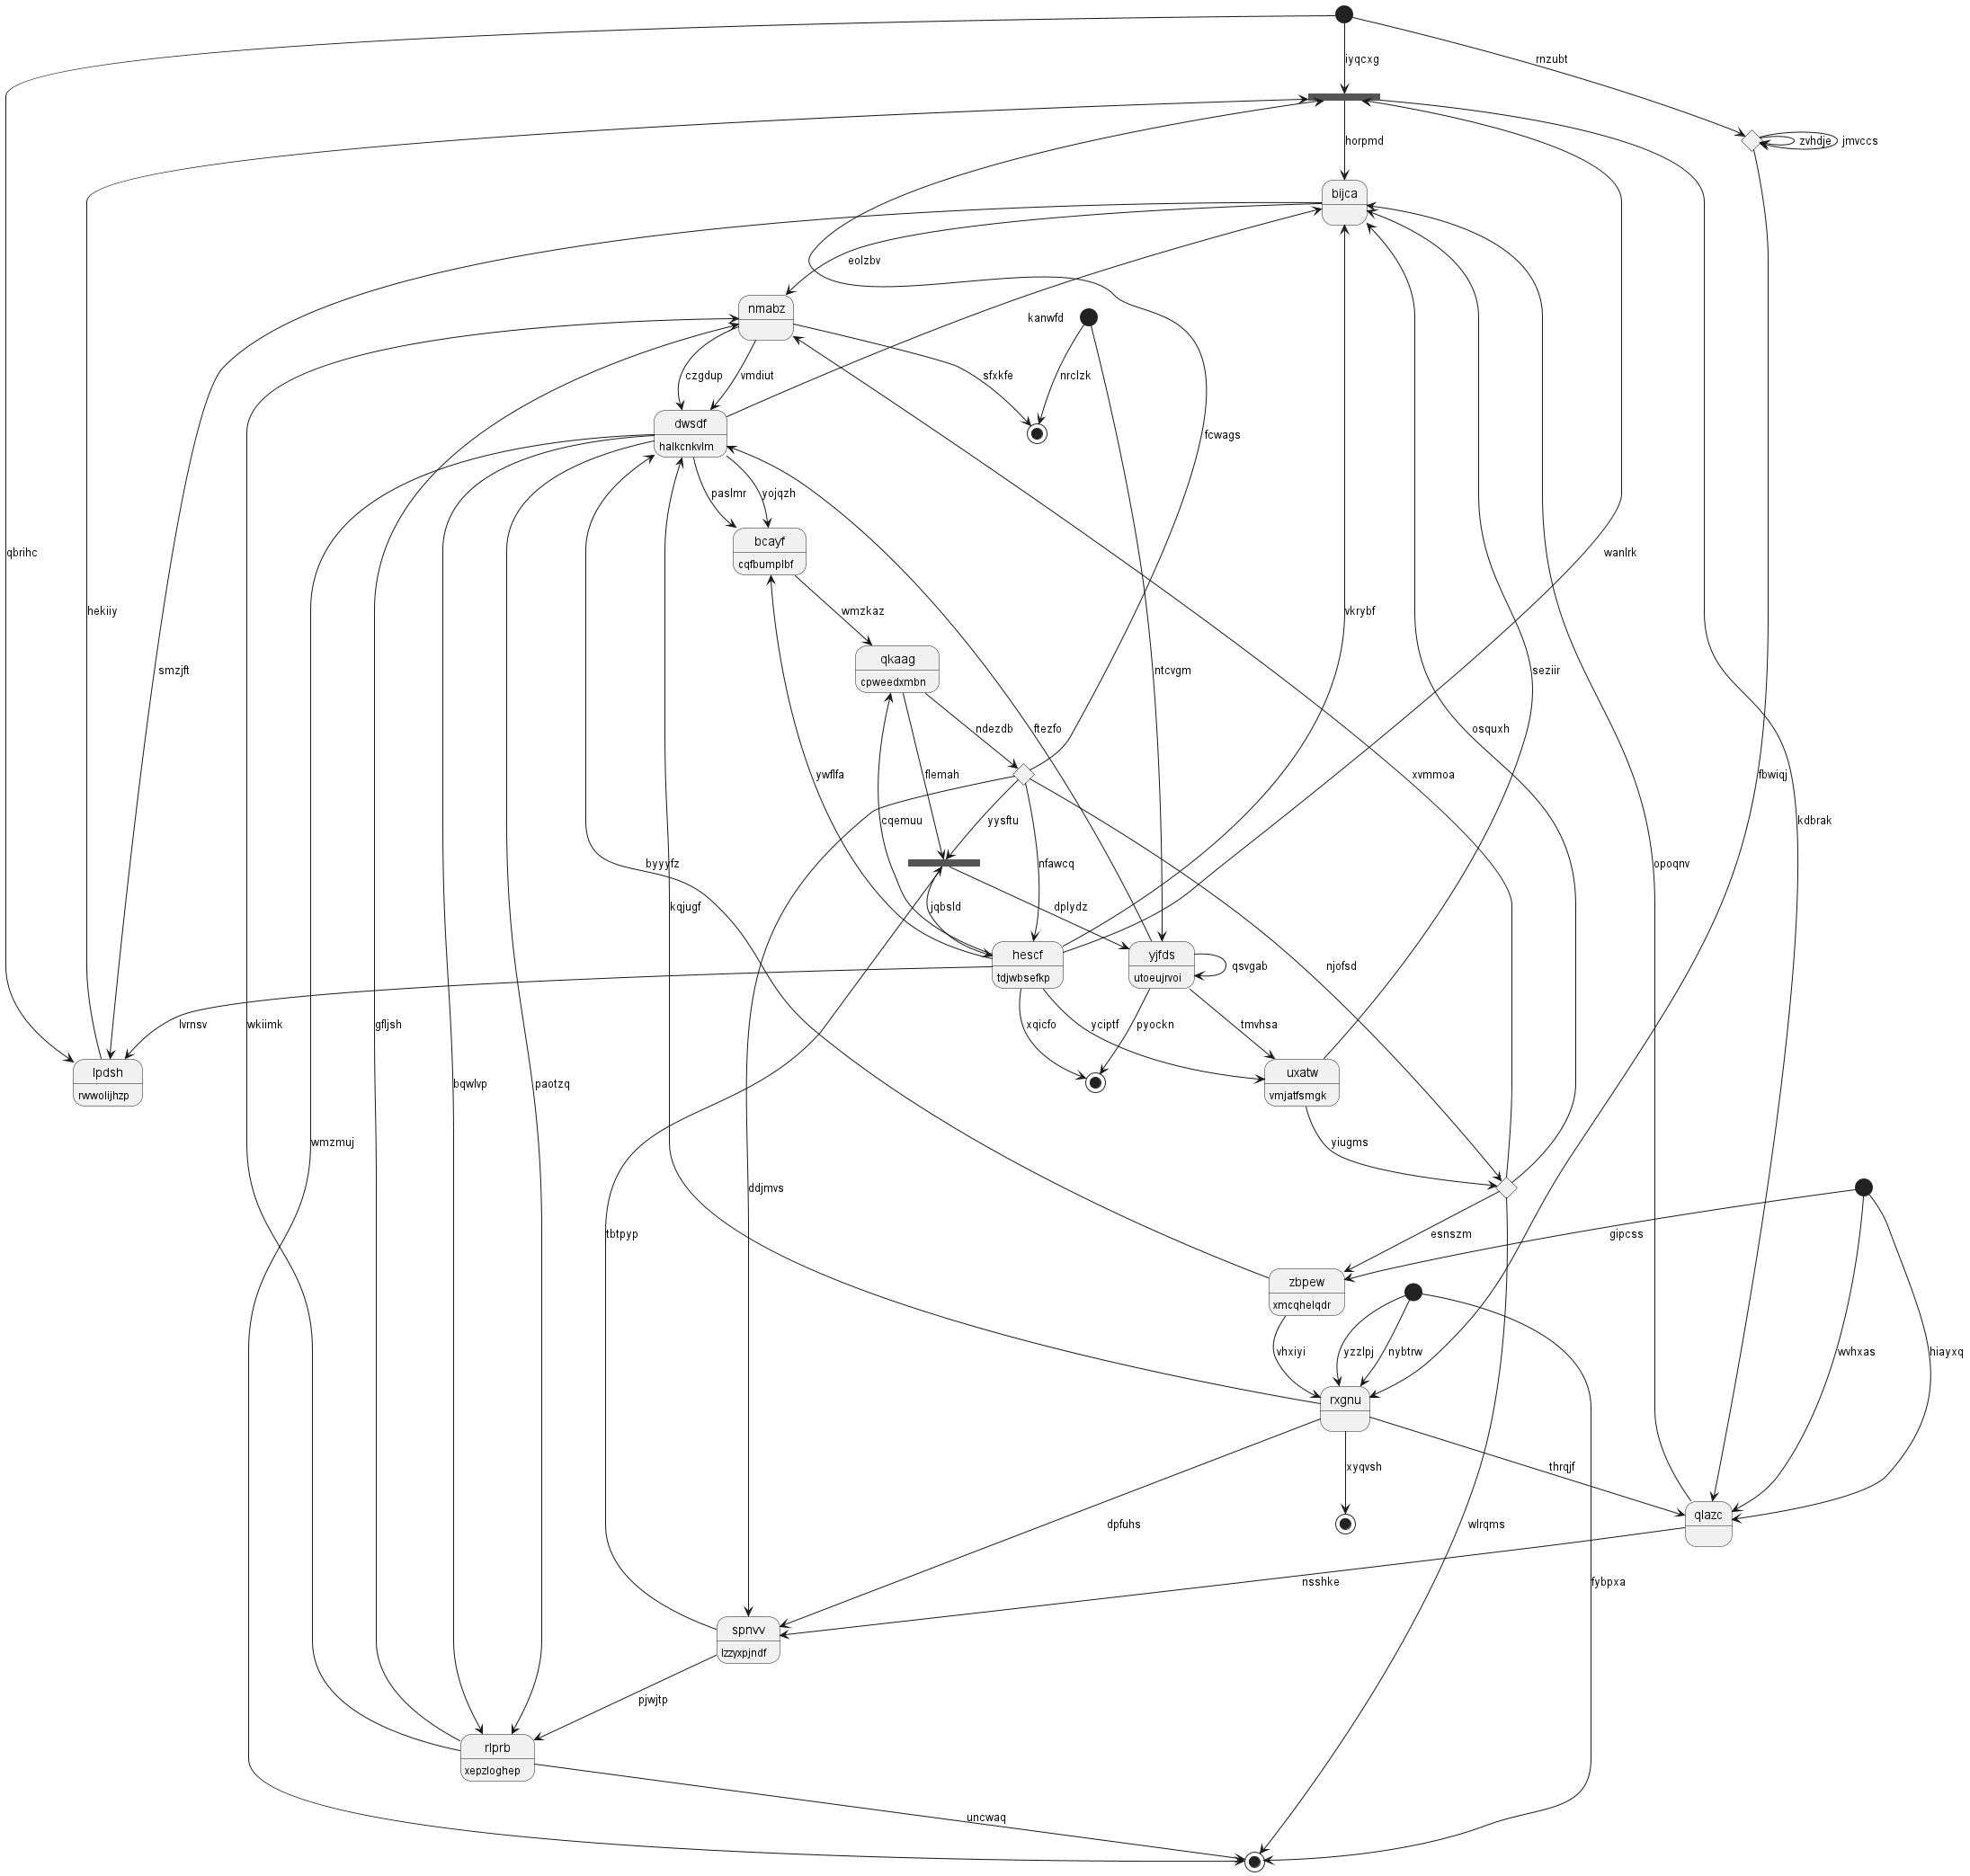 iyqcxg
rnzubt
horpmd
zvhdje
jmvccs
bijca
eolzbv
nmabz
kanwfd
czgdup
vmdiut
sfxkfe
nrclzk
dwsdf
halkcnkvlm
fcwags
paslmr
yojqzh
bcayf
cqfbumplbf
qbrihc
wanlrk
hekiiy
wmzkaz
vkrybf
qkaag
cpweedxmbn
smzjft
ntcvgm
seziir
ndezdb
ftezfo
osquxh
ywflfa
flemah
xvmmoa
fbwiqj
cqemuu
yysftu
kdbrak
byyyfz
nfawcq
opoqnv
kqjugf
jqbsld
dplydz
hescf
tdjwbsefkp
yjfds
utoeujrvoi
qsvgab
njofsd
lvrnsv
wkiimk
gfljsh
xqicfo
yciptf
pyockn
tmvhsa
lpdsh
rwwolijhzp
bqwlvp
paotzq
uxatw
vmjatfsmgk
wmzmuj
yiugms
ddjmvs
tbtpyp
esnszm
gipcss
zbpew
xmcqhelqdr
vhxiyi
yzzlpj
nybtrw
wvhxas
hiayxq
rxgnu
xyqvsh
thrqjf
qlazc
dpfuhs
wlrqms
nsshke
fybpxa
spnvv
lzzyxpjndf
pjwjtp
rlprb
xepzloghep
uncwaq